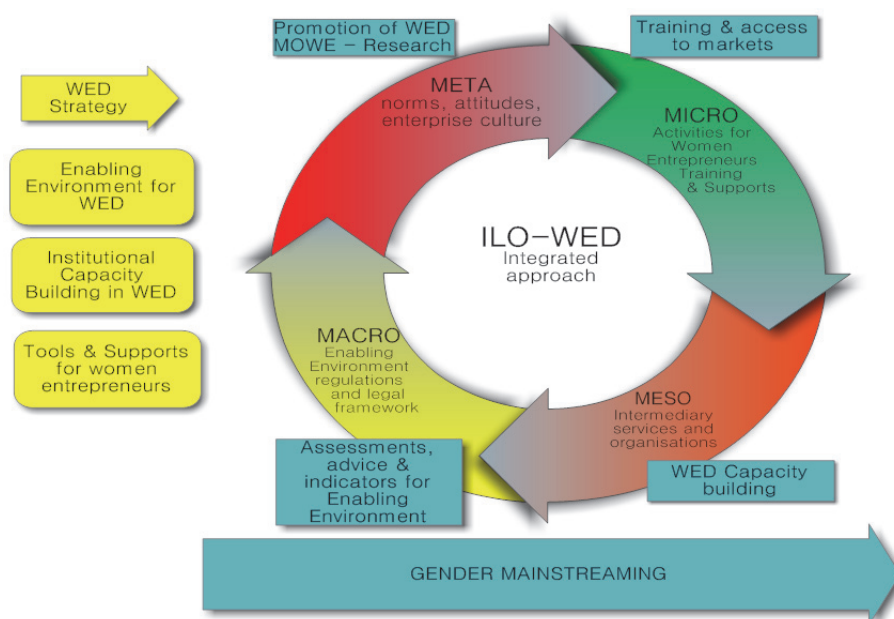 Promotion of WED
MOWE – Research
Training & access
to markets
WED
Strategy
META
norms, attitudes,
enterprise culture
MICRO
Activities for
Women
Entrepreneurs
Training
& Supports
Enabling
Environment for
WED
ILO–WED
Integrated
approach
Institutional
Capacity
Building in WED
MACRO
Enabling
Environment
regulations
and legal
framework
Tools & Supports
for women
entrepreneurs
MESO
Intermediary
services and
organisations
Assessments,
advice &
indicators for
Enabling
Environment
WED Capacity
building
GENDER MAINSTREAMING